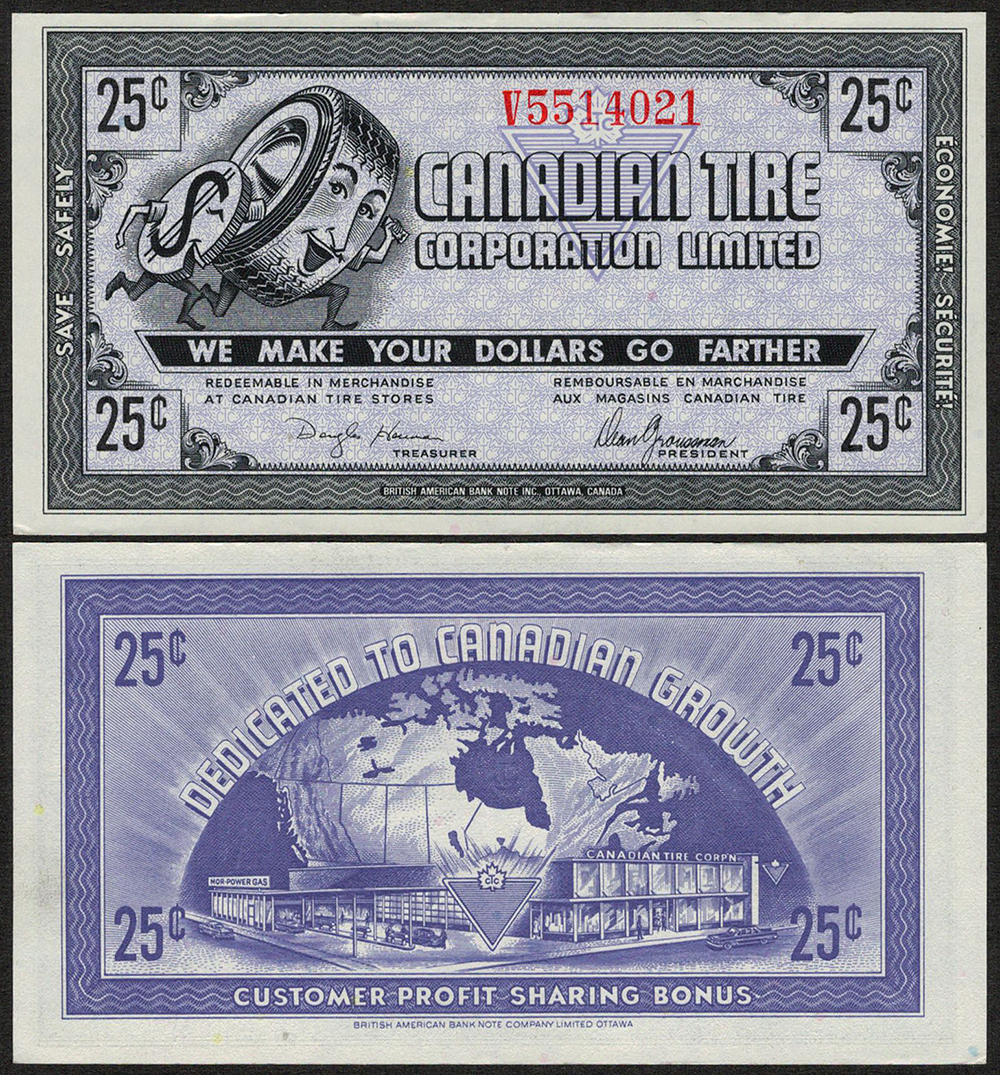 25¢
V5514021
25¢
CTC
CANADIAN TIRE
CORPORATION LIMITED
SAVE SAFELY
ÉCONOMIE! SÉCURITÉ!
$
WE MAKE YOUR DOLLARS GO FARTHER
REDEEMABLE IN MERCHANDISE
AT CANADIAN TIRE STORES
REMBOURSABLE EN MARCHANDISE
AUX MAGASINS CANADIAN TIRE
25¢
25¢
Dean Groussman
TREASURER
PRESIDENT
BRITISH AMERICAN BANK NOTE INC., OTTAWA, CANADA
25¢
25¢
DEDICATED TO CANADIAN GROWTH
CANADIAN TIRE CORPN.
MOR-POWER GAS
CTC
25¢
25¢
CUSTOMER PROFIT SHARING BONUS
BRITISH AMERICAN BANK NOTE COMPANY LIMITED OTTAWA